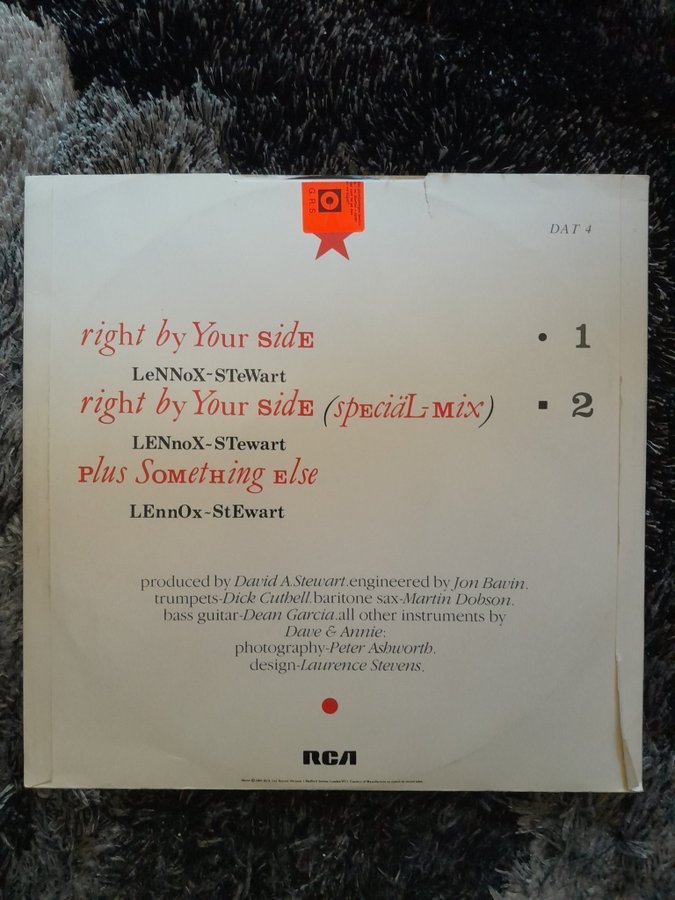 G.R.S.
DAT 4
right by Your SidE • 1
LeNNoX-STeWart
right by Your SidE (spEciäL-Mix) ▪ 2
LENnoX-STewart
Plus SOMetHing Else
LEnnOx-StEwart
produced by David A.Stewart.engineered by Jon Bavin.
trumpets-Dick Cuthell.baritone sax-Martin Dobson.
bass guitar-Dean Garcia.all other instruments by
Dave & Annie:
photography-Peter Ashworth.
design-Laurence Stevens.
RCA